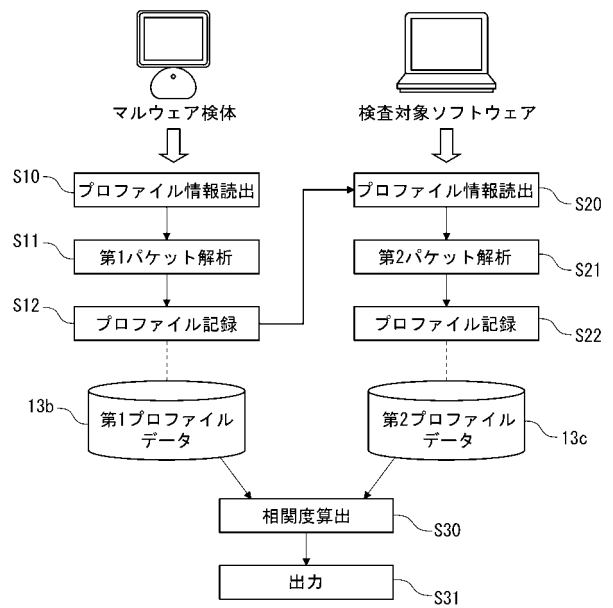 マルウェア検体
検査対象ソフトウェア
S10
プロファイル情報読出
プロファイル情報読出
S20
S11
第1パケット解析
第2パケット解析
S21
S12
プロファイル記録
プロファイル記録
S22
13b
第1プロファイル
データ
第2プロファイル
データ
13c
相関度算出
S30
出力
S31